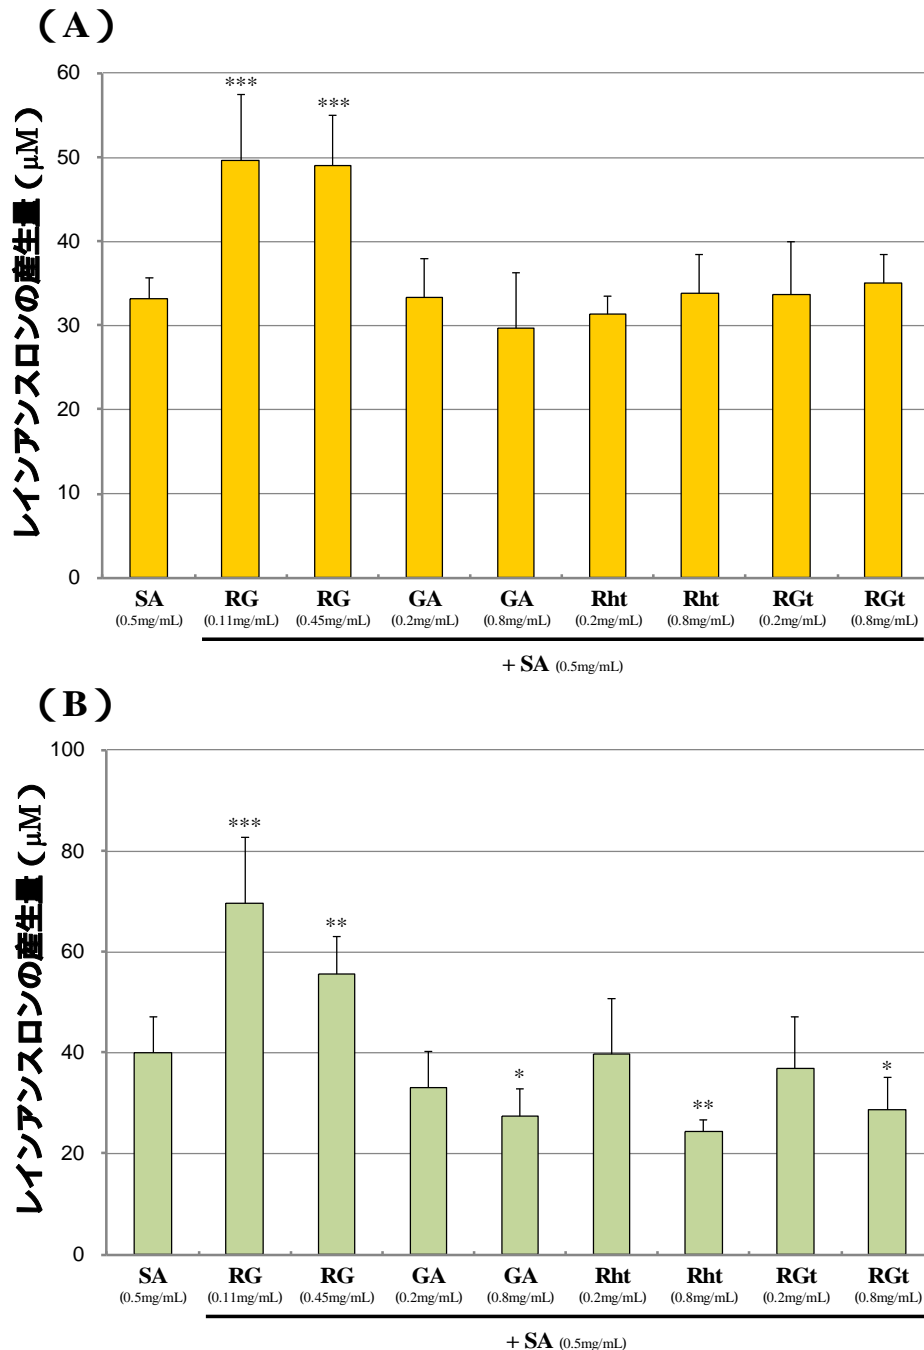 （A）
レインアンスロンの産生量（μM）
60
50
40
30
20
10
0
*** ***
SA RG RG GA GA Rht Rht RGt RGt
(0.5mg/mL) (0.11mg/mL) (0.45mg/mL) (0.2mg/mL) (0.8mg/mL) (0.2mg/mL) (0.8mg/mL) (0.2mg/mL) (0.8mg/mL)
+ SA (0.5mg/mL)
（B）
レインアンスロンの産生量（μM）
100
80
60
40
20
0
*** ** * ** *
SA RG RG GA GA Rht Rht RGt RGt
(0.5mg/mL) (0.11mg/mL) (0.45mg/mL) (0.2mg/mL) (0.8mg/mL) (0.2mg/mL) (0.8mg/mL) (0.2mg/mL) (0.8mg/mL)
+ SA (0.5mg/mL)